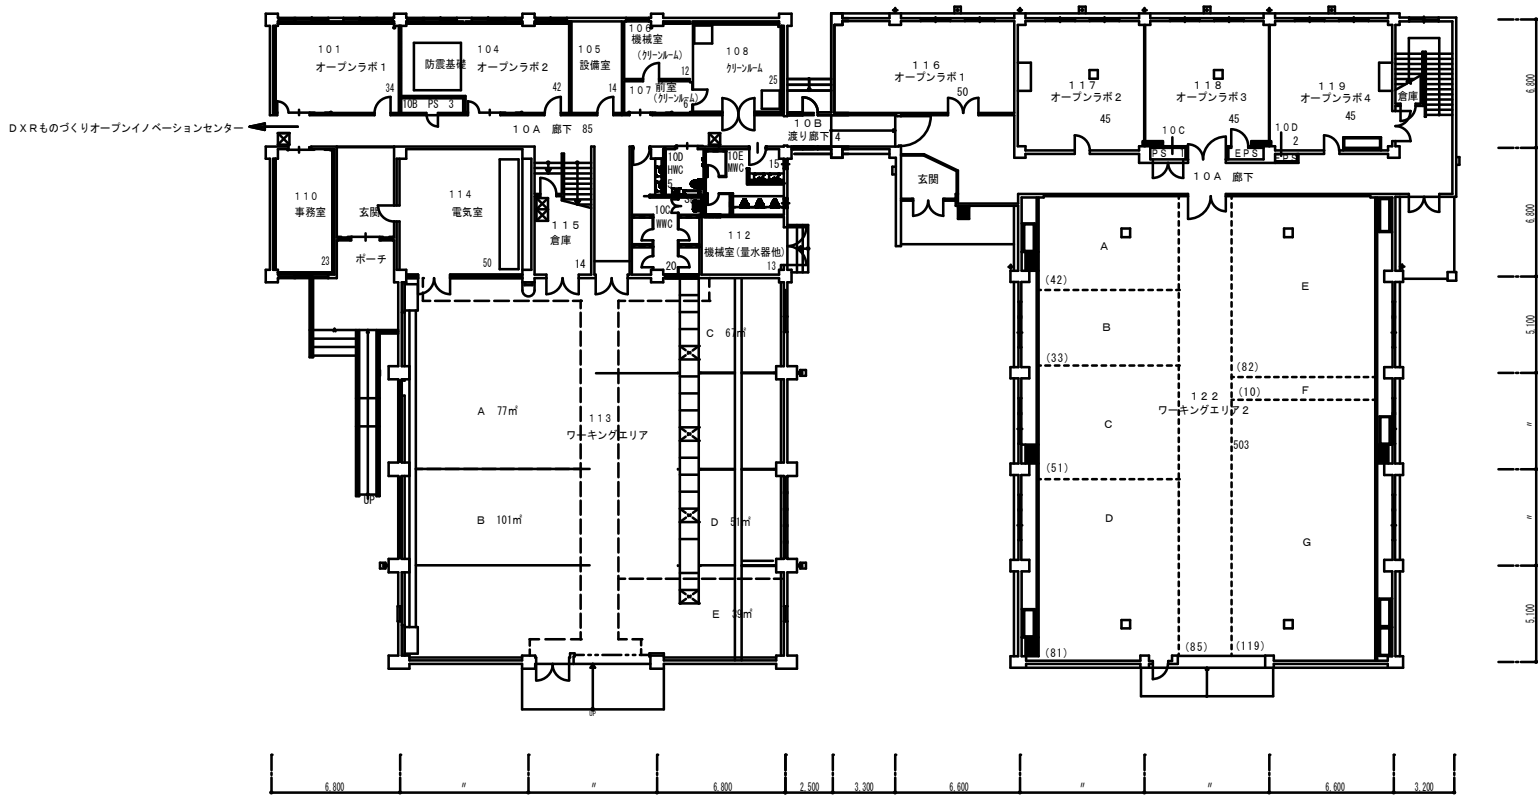 101
オープンラボ1
34
防震基礎
104
オープンラボ2
42
10B PS 3
105
設備室
14
106
機械室
(クリーンルーム)
12
107
前室
(クリーンルーム)
6
108
クリーンルーム
25
DXRものづくりオープンイノベーションセンター
10A 廊下 85
10B
渡り廊下 4
116
オープンラボ1
50
117
オープンラボ2
45
118
オープンラボ3
45
119
オープンラボ4
45
倉庫
10C
PS 1
EPS
10D
2
EPS
10A 廊下
玄関
110
事務室
23
玄関
ポーチ
114
電気室
50
115
倉庫
14
10D
HWC
5
10E
MWC
15
10C
WWC
20
112
機械室(量水器他)
13
UP
A 77㎡
B 101㎡
113
ワーキングエリア
C 67㎡
D 51㎡
E 39㎡
UP
A
(42)
B
(33)
C
(51)
D
(81)
(85)
E
(82)
F
(10)
122
ワーキングエリア2
503
G
(119)
6,800
6,800
5,100
〃
〃
5,100
6,800
〃
〃
6,800
2,500
3,300
6,600
〃
〃
6,600
3,200